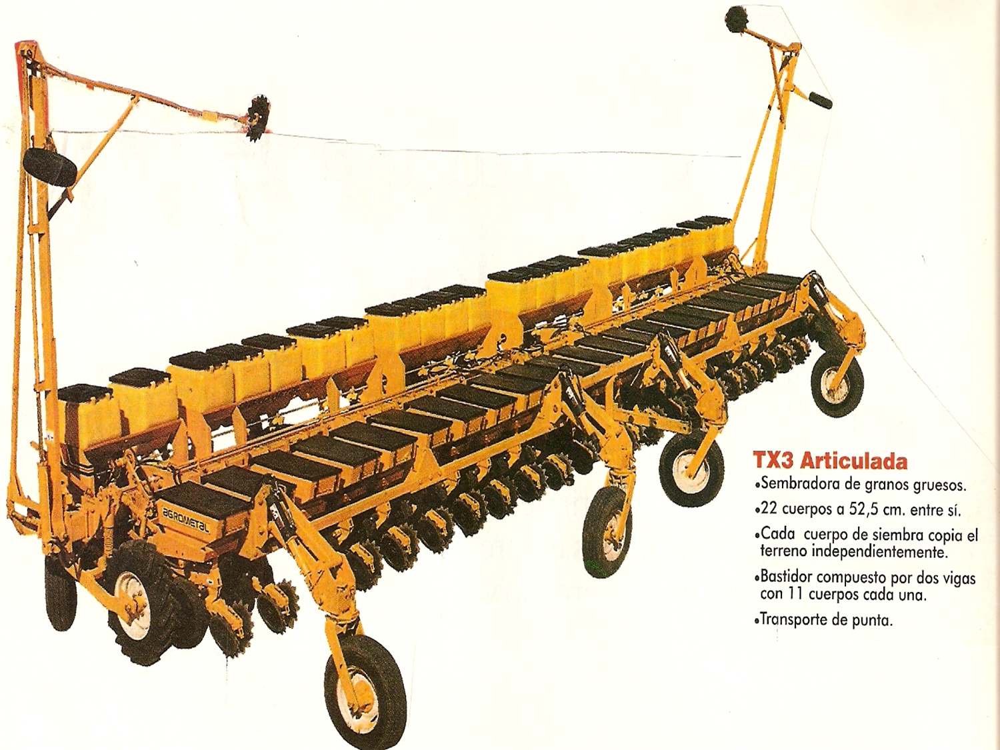 AGROMETAL
TX3 Articulada
•Sembradora de granos gruesos.
•22 cuerpos a 52,5 cm. entre sí.
•Cada cuerpo de siembra copia el
terreno independientemente.
•Bastidor compuesto por dos vigas
con 11 cuerpos cada una.
•Transporte de punta.